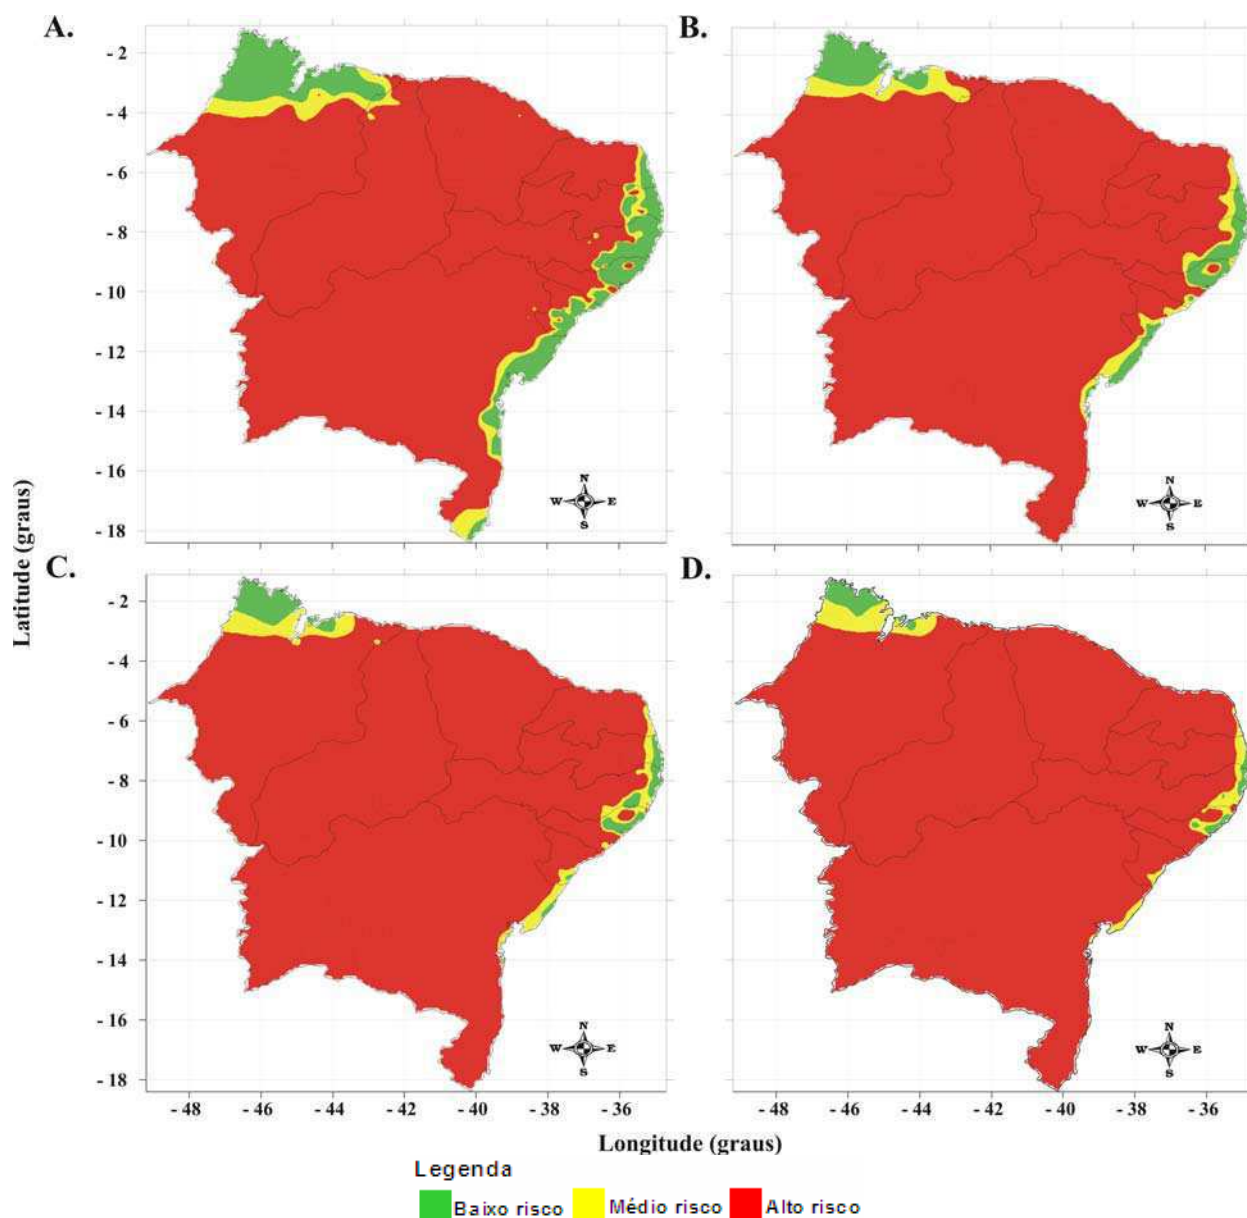 A. B.
- 2
- 4
- 6
- 8
- 10
- 12
- 14
- 16
- 18
N
W E
S
N
W E
S
C. D.
Latitude (graus)
- 2
- 4
- 6
- 8
- 10
- 12
- 14
- 16
- 18
N
W E
S
N
W E
S
- 48 - 46 - 44 - 42 - 40 - 38 - 36 - 48 - 46 - 44 - 42 - 40 - 38 - 36
Longitude (graus)
Legenda
Baixo risco Médio risco Alto risco